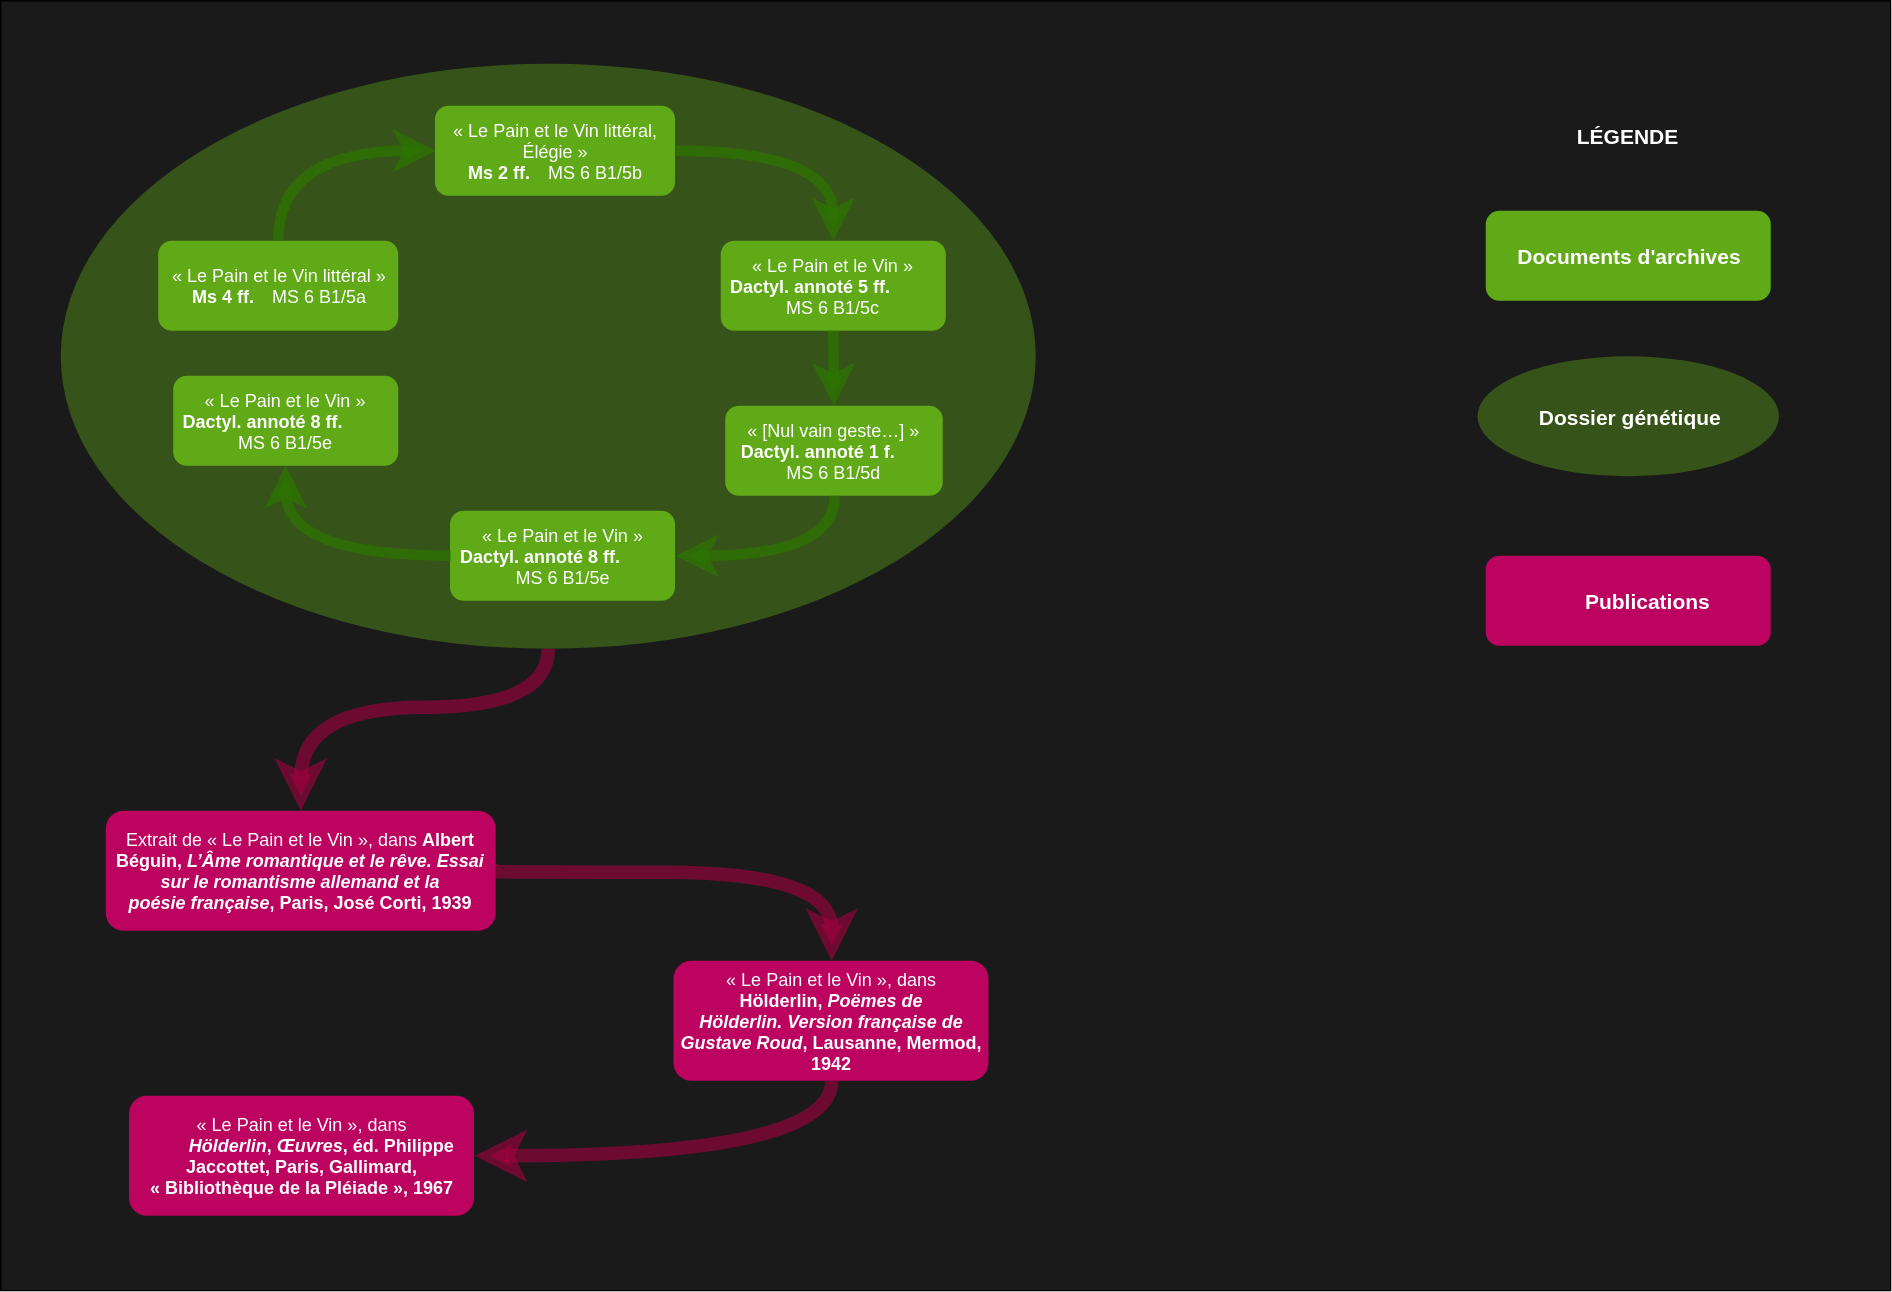 « Le Pain et le Vin littéral,
Élégie »
Ms 2 ff. MS 6 B1/5b
« Le Pain et le Vin littéral »
Ms 4 ff. MS 6 B1/5a
« Le Pain et le Vin »
Dactyl. annoté 5 ff.
MS 6 B1/5c
« Le Pain et le Vin »
Dactyl. annoté 8 ff.
MS 6 B1/5e
« [Nul vain geste…] »
Dactyl. annoté 1 f.
MS 6 B1/5d
« Le Pain et le Vin »
Dactyl. annoté 8 ff.
MS 6 B1/5e
Extrait de « Le Pain et le Vin », dans Albert
Béguin, L’Âme romantique et le rêve. Essai
sur le romantisme allemand et la
poésie française, Paris, José Corti, 1939
« Le Pain et le Vin », dans
Hölderlin, Poëmes de
Hölderlin. Version française de
Gustave Roud, Lausanne, Mermod,
1942
« Le Pain et le Vin », dans
Hölderlin, Œuvres, éd. Philippe
Jaccottet, Paris, Gallimard,
« Bibliothèque de la Pléiade », 1967
LÉGENDE
Documents d'archives
Dossier génétique
Publications